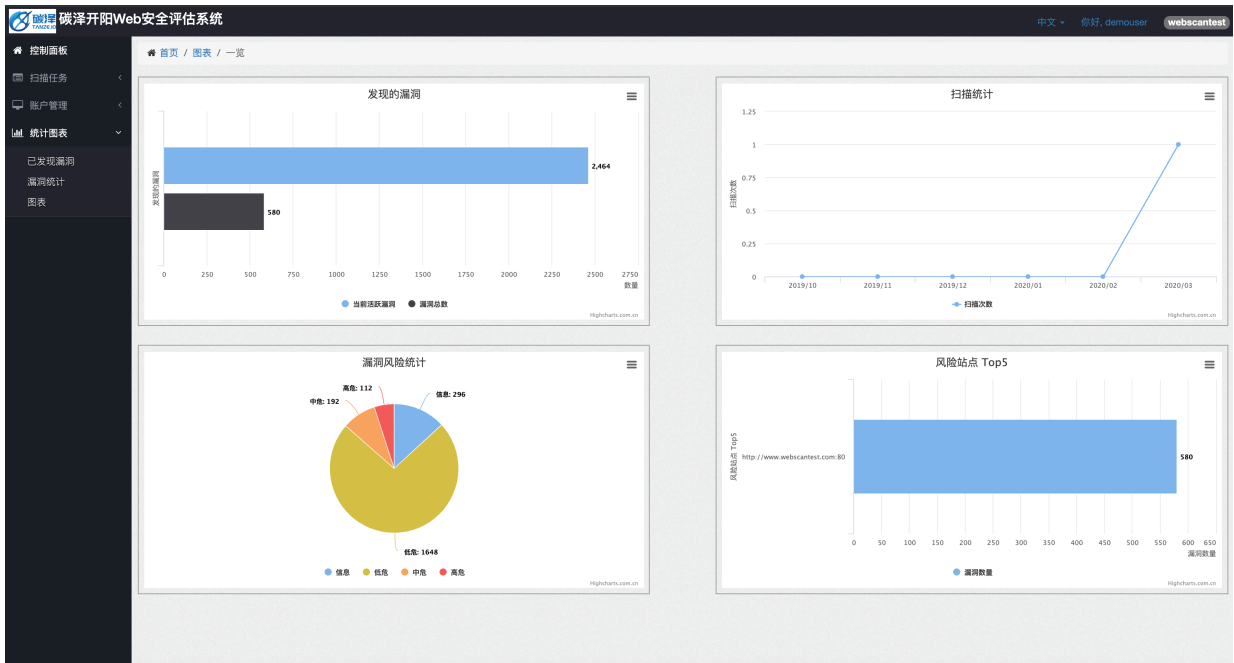 碳泽
TANZE.IO
碳泽开阳Web安全评估系统
中文
你好, demouser
webscantest
控制面板
扫描任务
账户管理
统计图表
已发现漏洞
漏洞统计
图表
首页 / 图表 / 一览
发现的漏洞
发现的漏洞
2,464
580
0 250 500 750 1000 1250 1500 1750 2000 2250 2500 2750
数量
当前活跃漏洞 漏洞总数
Highcharts.com.cn
扫描统计
扫描次数
1.25
1
0.75
0.5
0.25
0
2019/10 2019/11 2019/12 2020/01 2020/02 2020/03
扫描次数
Highcharts.com.cn
漏洞风险统计
高危: 112
信息: 296
中危: 192
低危: 1648
信息 低危 中危 高危
Highcharts.com.cn
风险站点 Top5
风险站点 Top5
http://www.webscantest.com:80
580
0 50 100 150 200 250 300 350 400 450 500 550 600 650
漏洞数量
漏洞数量
Highcharts.com.cn